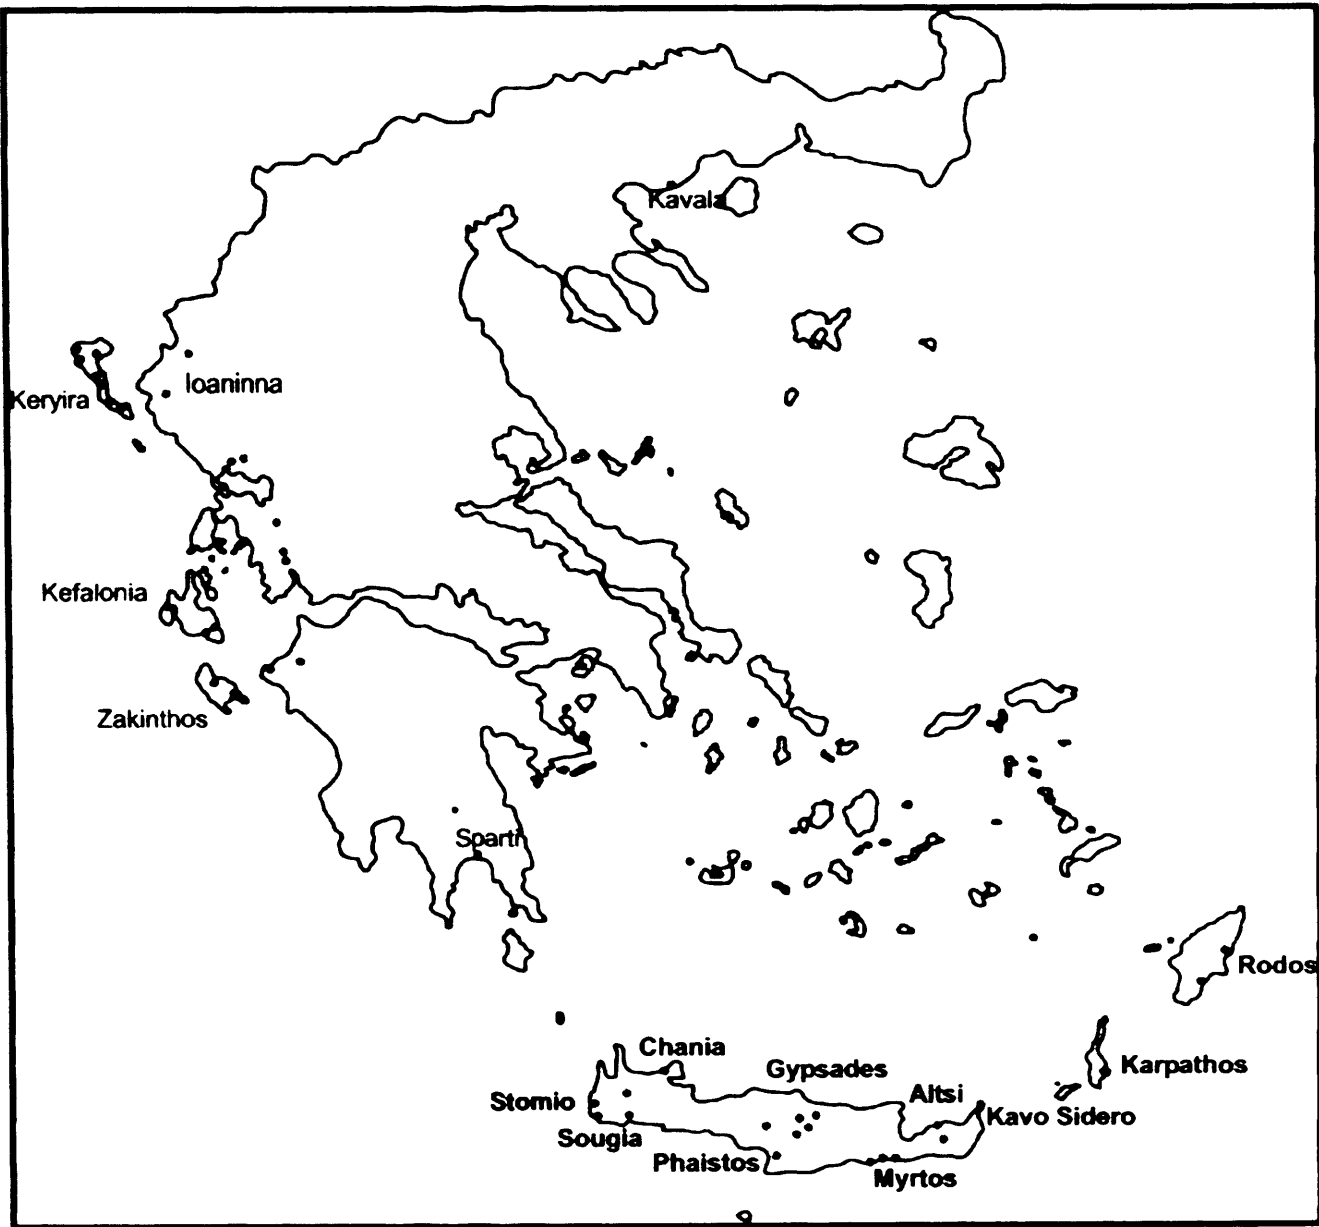 Kavala
Ioaninna
Keryira
Kefalonia
Zakinthos
Sparti
Rodos
Chania
Karpathos
Gypsades
Altsi
Stomio
Kavo Sidero
Sougia
Phaistos
Myrtos